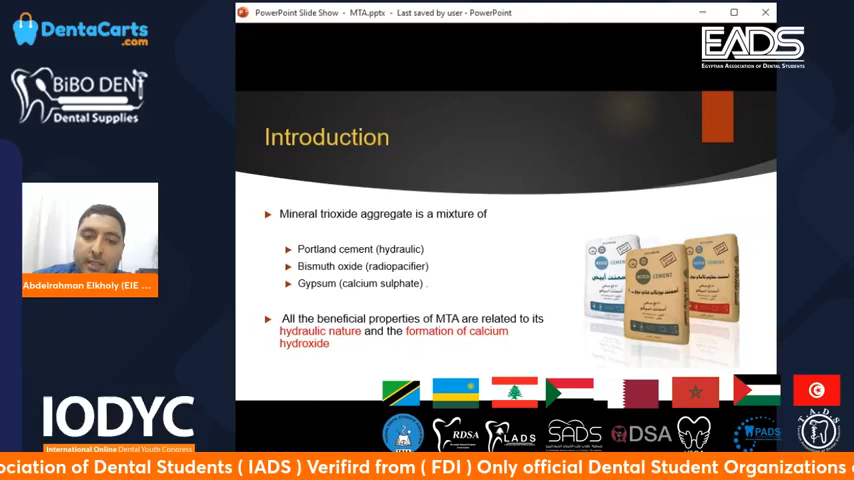 PowerPoint Slide Show - MTA.pptx - Last saved by user - PowerPoint
DentaCarts
.com
EADS
EGYPTIAN ASSOCIATION OF DENTAL STUDENTS
BiBO DENT
Dental Supplies
Introduction
Mineral trioxide aggregate is a mixture of
Portland cement (hydraulic)
Bismuth oxide (radiopacifier)
Gypsum (calcium sulphate) .
All the beneficial properties of MTA are related to its
hydraulic nature and the formation of calcium
hydroxide
CEMENT
أسمنت أبيض
CEMENT
Abdelrahman Elkholy (EIE ...
IODYC
International Online Dental Youth Congress
RDSA
LADS
SADS
DSA
PADS
T.A.D.S
ociation of Dental Students ( IADS ) Verifird from ( FDI ) Only official Dental Student Organizations